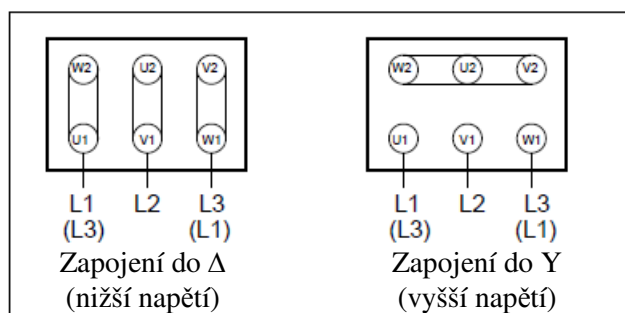 W2 U2 V2
U1 V1 W1
L1 L2 L3
(L3) (L1)
Zapojení do Δ
(nižší napětí)
W2 U2 V2
U1 V1 W1
L1 L2 L3
(L3) (L1)
Zapojení do Y
(vyšší napětí)